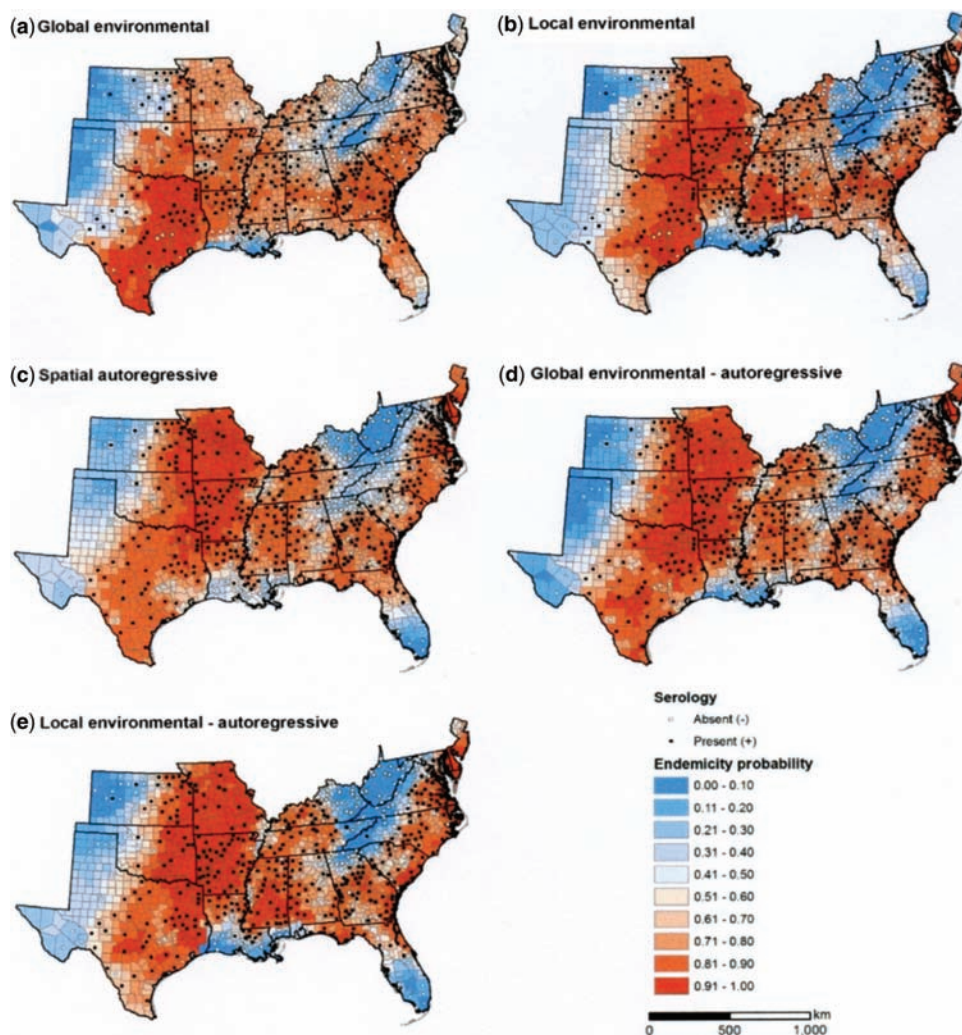 (a) Global environmental
(b) Local environmental
(c) Spatial autoregressive
(d) Global environmental - autoregressive
(e) Local environmental - autoregressive
Serology
Absent (-)
Present (+)
Endemicity probability
0.00 - 0.10
0.11 - 0.20
0.21 - 0.30
0.31 - 0.40
0.41 - 0.50
0.51 - 0.60
0.61 - 0.70
0.71 - 0.80
0.81 - 0.90
0.91 - 1.00
km
0 500 1.000